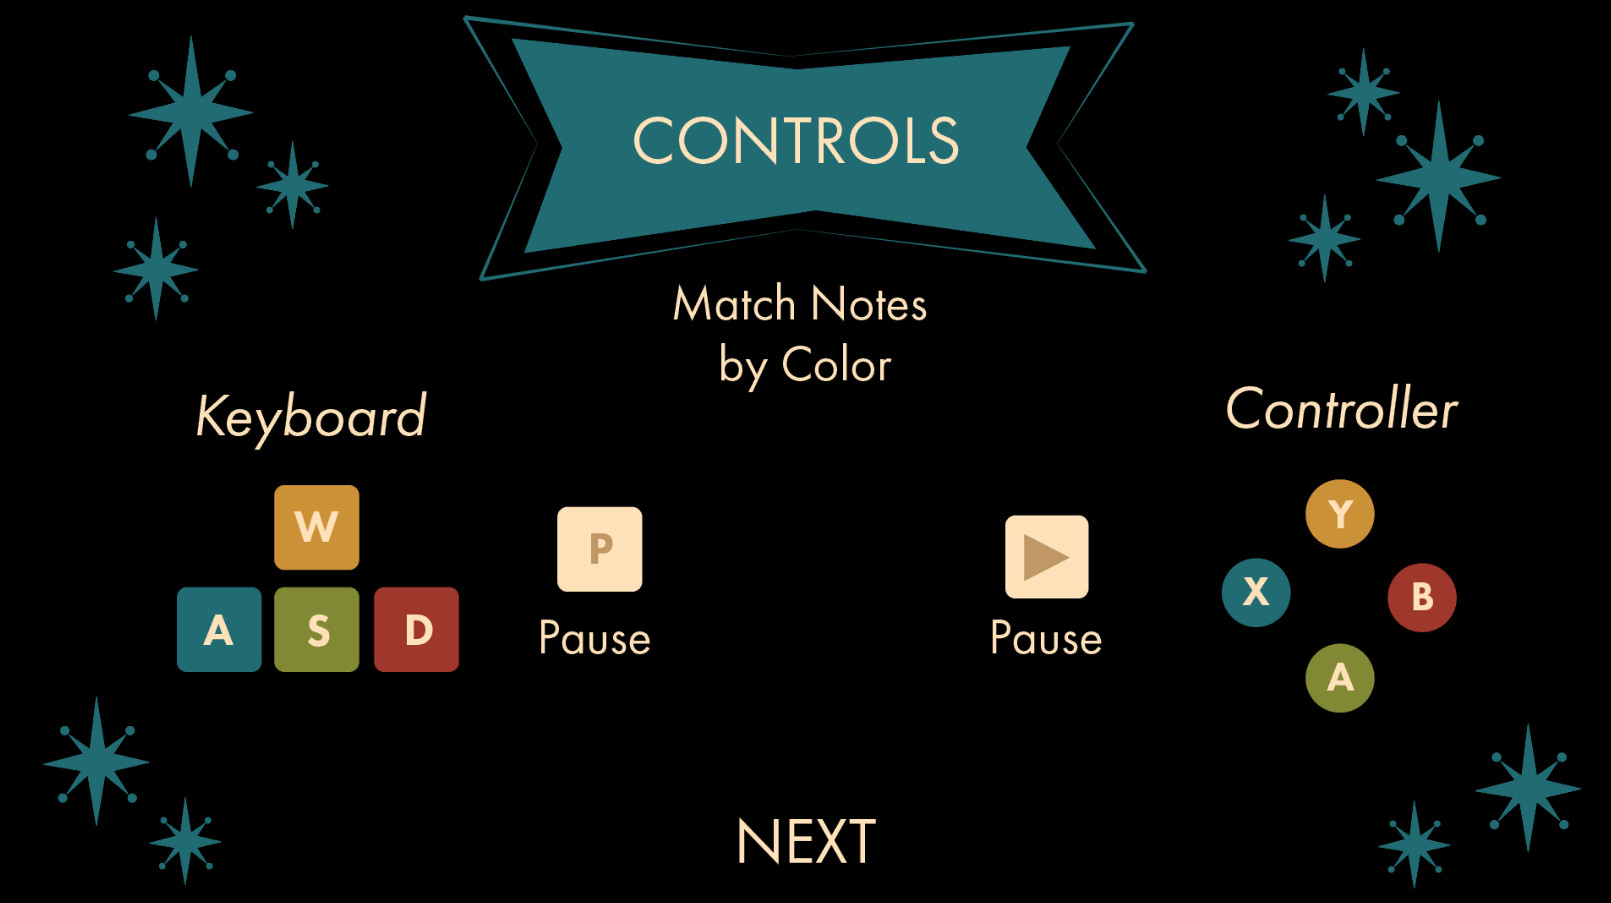 CONTROLS
Match Notes
by Color
Keyboard
W
A S D
P
Pause
Controller
Y
X B
A
Pause
NEXT